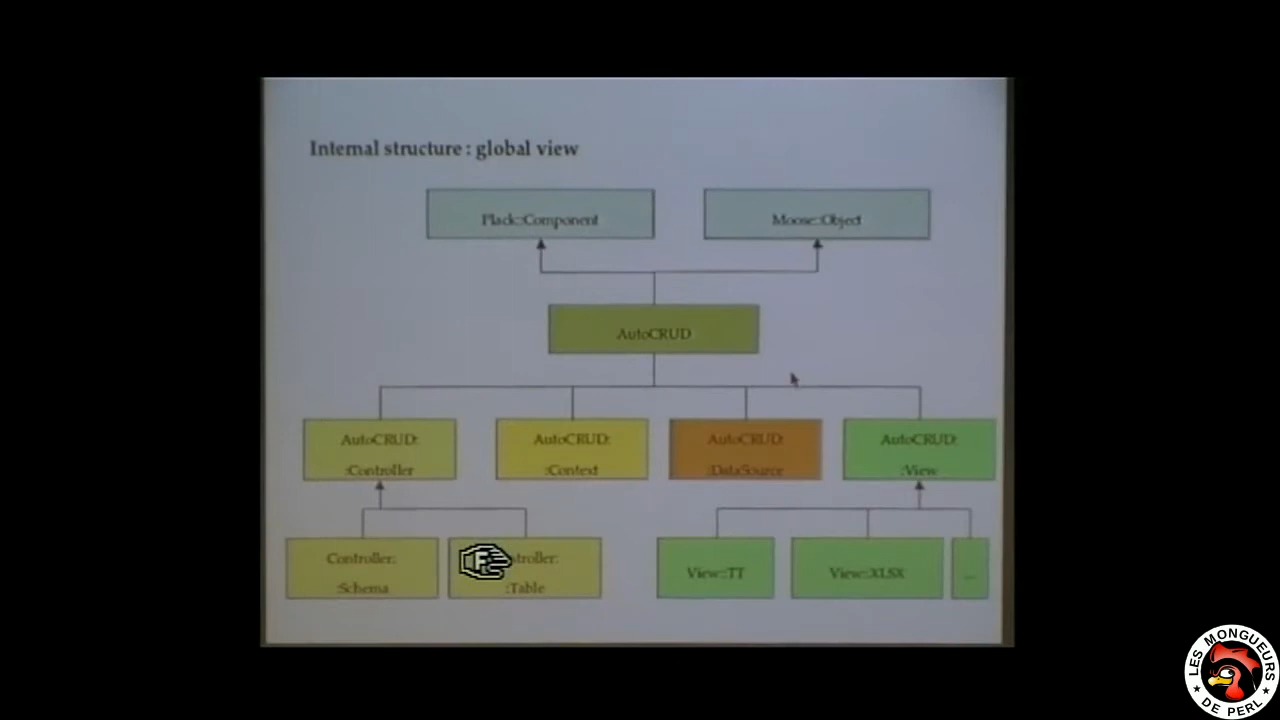 Internal structure : global view
Plack::Component
Moose::Object
AutoCRUD
AutoCRUD:
:Controller
AutoCRUD:
:Context
AutoCRUD:
:DataSource
AutoCRUD:
:View
Controller:
:Schema
troller:
:Table
View::TT
View::XLSX
...
LES MONGUEURS
DE PERL